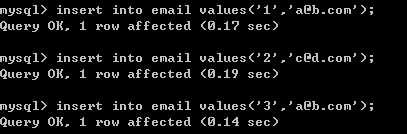 mysql> insert into email values('1','a@b.com');
Query OK, 1 row affected (0.17 sec)
mysql> insert into email values('2','c@d.com');
Query OK, 1 row affected (0.19 sec)
mysql> insert into email values('3','a@b.com');
Query OK, 1 row affected (0.14 sec)